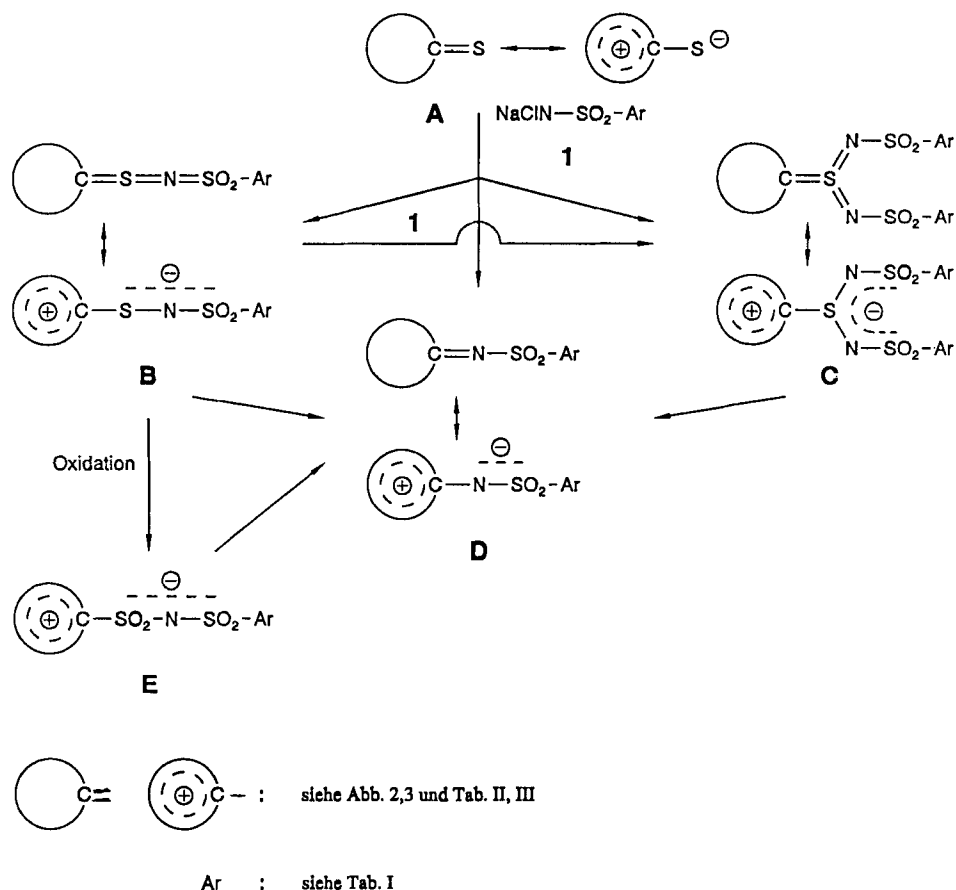 C=S
C—S⊖
⊕
A
NaClN—SO₂—Ar
1
C=S=N=SO₂—Ar
1
⊖
⊕ C—S—N—SO₂—Ar
B
N—SO₂—Ar
C=S
N—SO₂—Ar
N—SO₂—Ar
⊕ C—S ⊖
N—SO₂—Ar
C
C=N—SO₂—Ar
⊖
⊕ C—N—SO₂—Ar
D
Oxidation
⊖
⊕ C—SO₂—N—SO₂—Ar
E
C= ⊕ C– : siehe Abb. 2,3 und Tab. II, III
Ar : siehe Tab. I